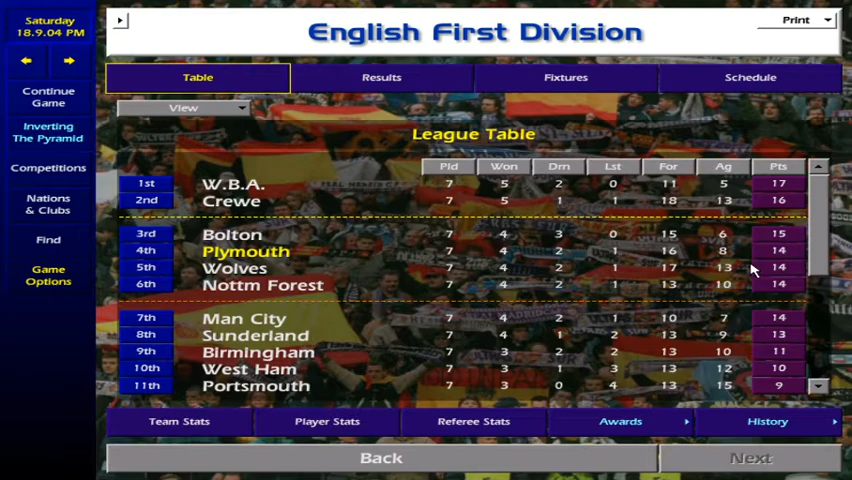 Saturday
18.9.04 PM
English First Division
Print
Continue
Game
Inverting
The Pyramid
Competitions
Nations
& Clubs
Find
Game
Options
Table Results Fixtures Schedule
View
League Table
Pld Won Drn Lst For Ag Pts
1st W.B.A. 7 5 2 0 11 5 17
2nd Crewe 7 5 1 1 18 13 16
3rd Bolton 7 4 3 0 15 6 15
4th Plymouth 7 4 2 1 16 8 14
5th Wolves 7 4 2 1 17 13 14
6th Nottm Forest 7 4 2 1 13 10 14
7th Man City 7 4 2 1 10 7 14
8th Sunderland 7 4 1 2 13 9 13
9th Birmingham 7 3 2 2 13 10 11
10th West Ham 7 3 1 3 13 12 10
11th Portsmouth 7 3 0 4 13 15 9
Team Stats Player Stats Referee Stats Awards History
Back Next